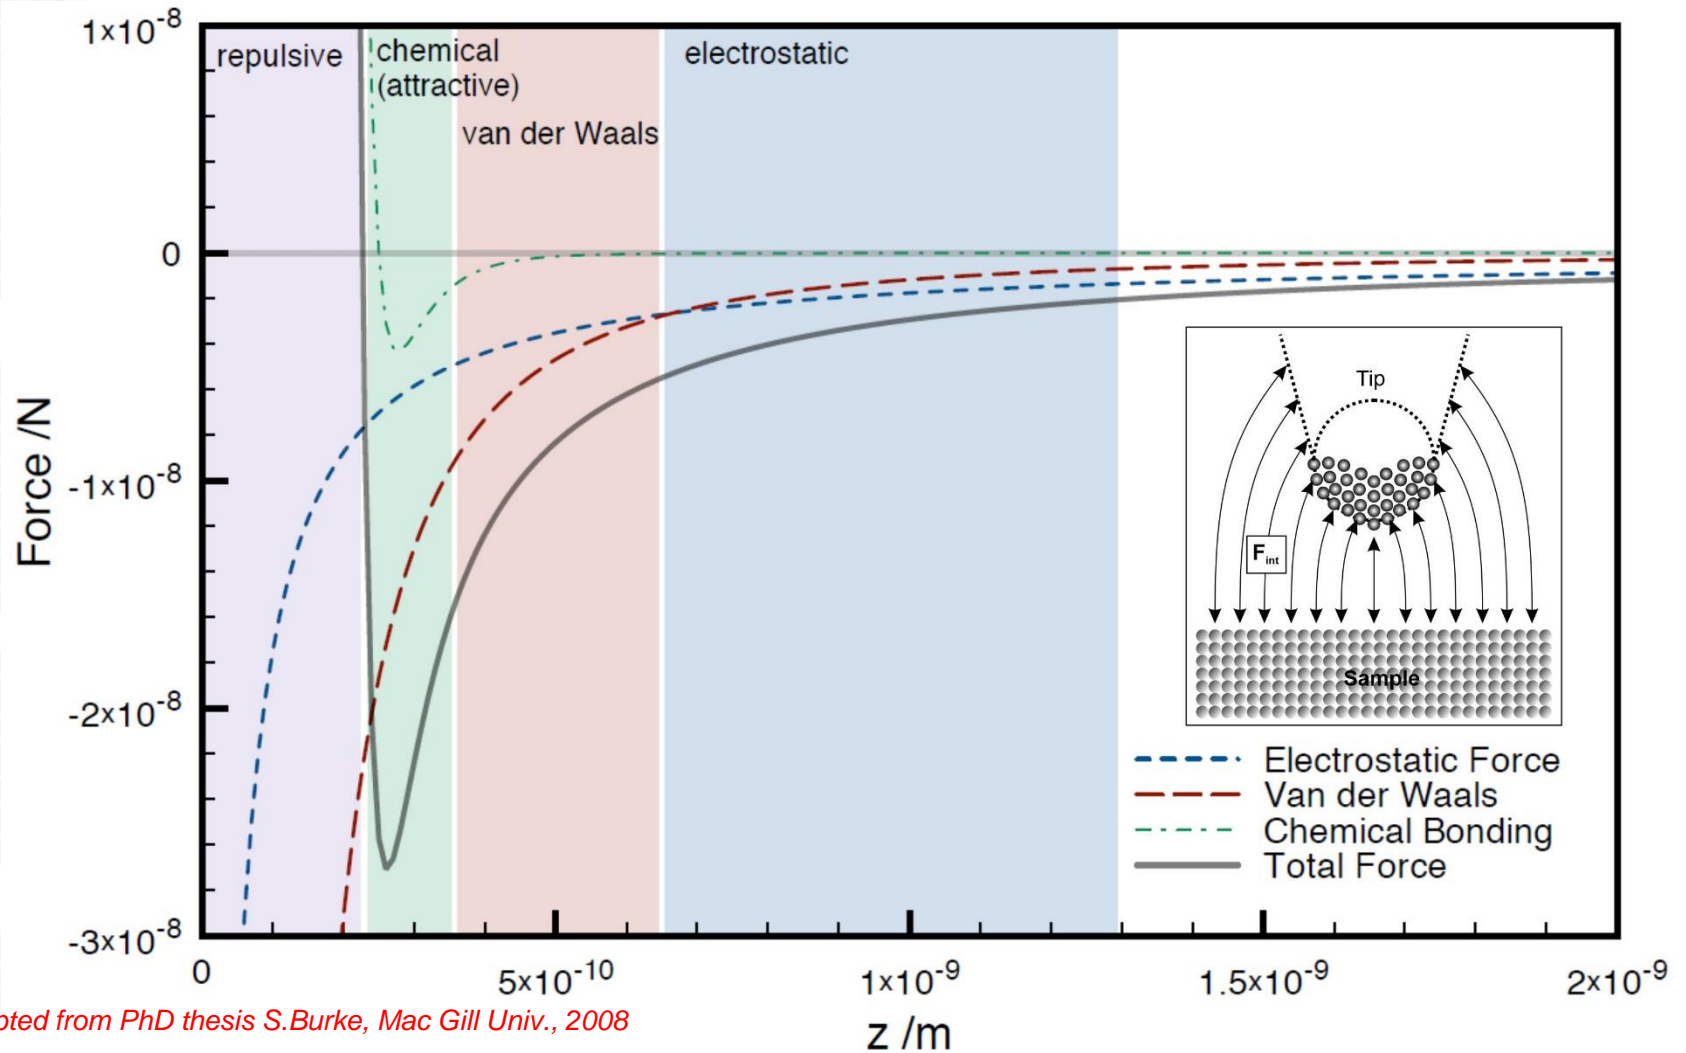 1x10⁻⁸
repulsive
chemical
(attractive)
van der Waals
electrostatic
0
-1x10⁻⁸
-2x10⁻⁸
-3x10⁻⁸
Force /N
Tip
F_int
Sample
Electrostatic Force
Van der Waals
Chemical Bonding
Total Force
0
5x10⁻¹⁰
1x10⁻⁹
1.5x10⁻⁹
2x10⁻⁹
z /m
from PhD thesis S.Burke, Mac Gill Univ., 2008